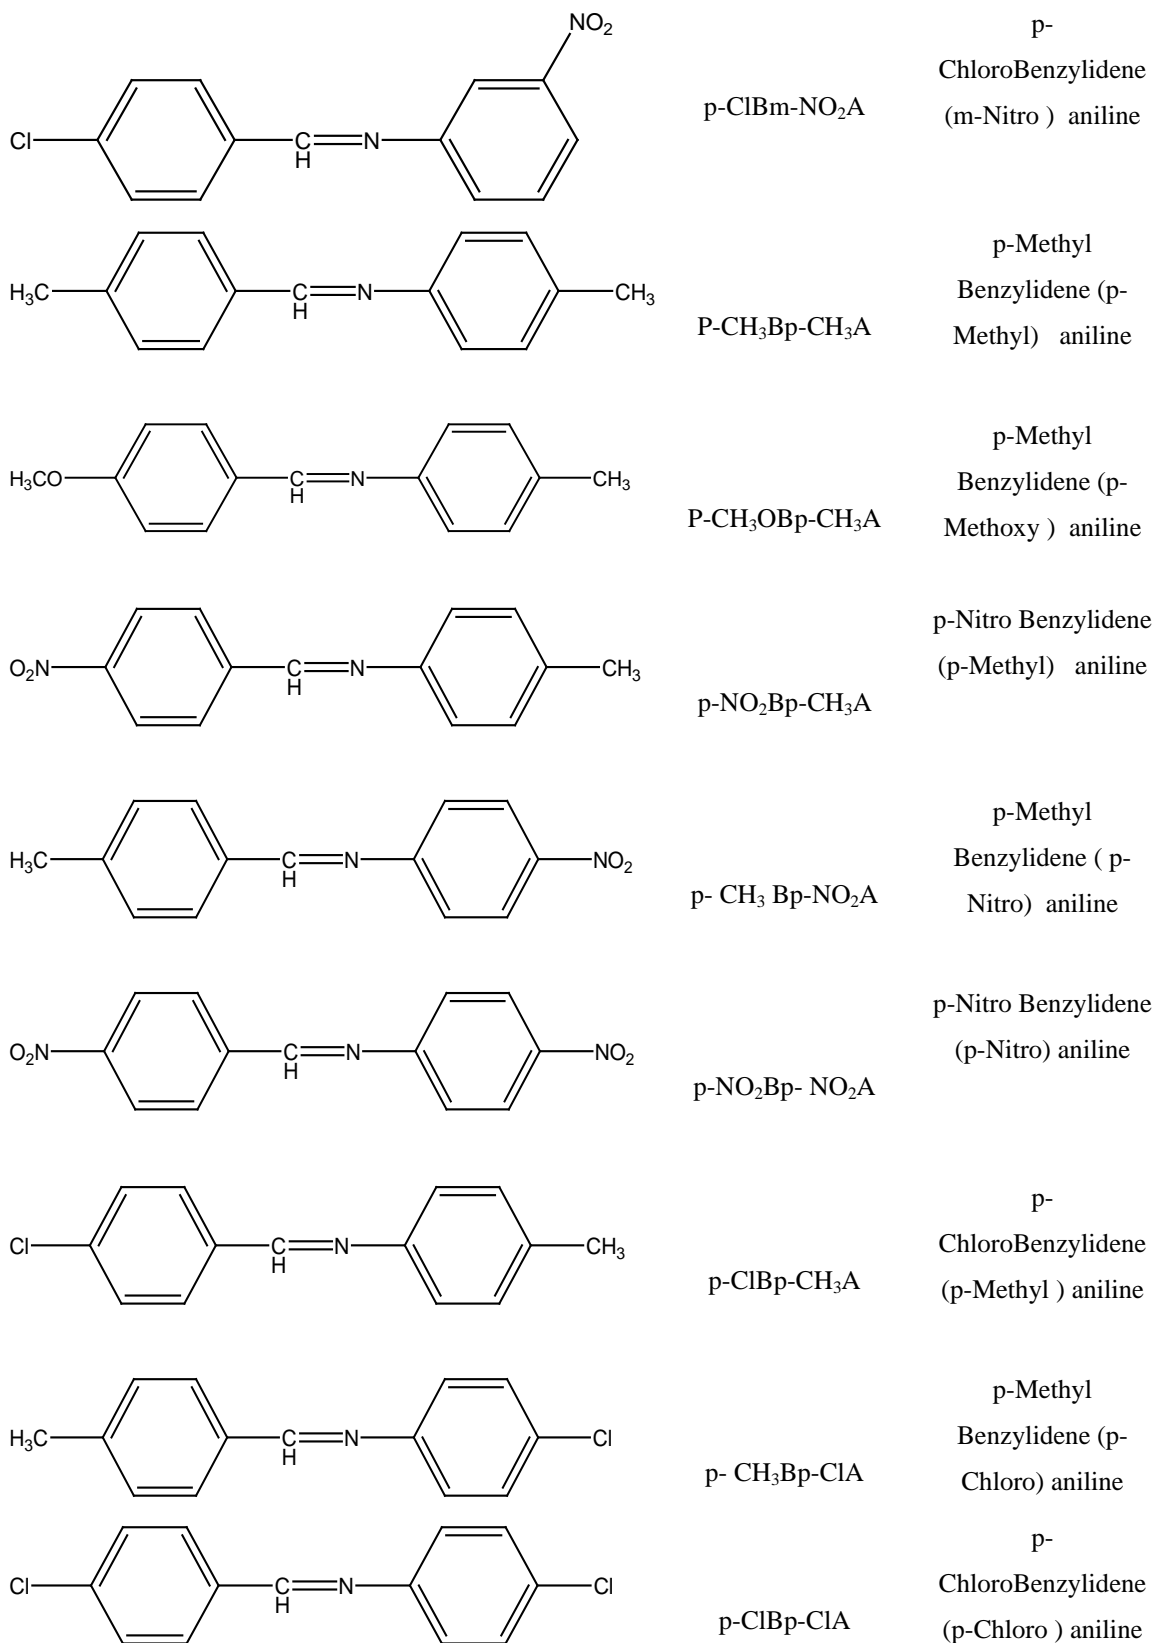 NO₂
Cl
C
H
N
p-ClBm-NO₂A
p-
ChloroBenzylidene
(m-Nitro ) aniline
H₃C
C
H
N
CH₃
P-CH₃Bp-CH₃A
p-Methyl
Benzylidene (p-
Methyl) aniline
H₃CO
C
H
N
CH₃
P-CH₃OBp-CH₃A
p-Methyl
Benzylidene (p-
Methoxy ) aniline
O₂N
C
H
N
CH₃
p-NO₂Bp-CH₃A
p-Nitro Benzylidene
(p-Methyl) aniline
H₃C
C
H
N
NO₂
p- CH₃ Bp-NO₂A
p-Methyl
Benzylidene ( p-
Nitro) aniline
O₂N
C
H
N
NO₂
p-NO₂Bp- NO₂A
p-Nitro Benzylidene
(p-Nitro) aniline
Cl
C
H
N
CH₃
p-ClBp-CH₃A
p-
ChloroBenzylidene
(p-Methyl ) aniline
H₃C
C
H
N
Cl
p- CH₃Bp-ClA
p-Methyl
Benzylidene (p-
Chloro) aniline
Cl
C
H
N
Cl
p-ClBp-ClA
p-
ChloroBenzylidene
(p-Chloro ) aniline